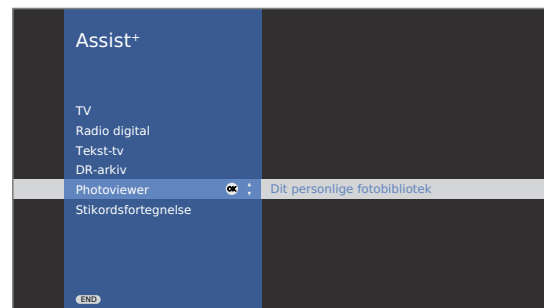 Assist+
TV
Radio digital
Tekst-tv
DR-arkiv
Photoviewer OK Dit personlige fotobibliotek
Stikordsfortegnelse
END